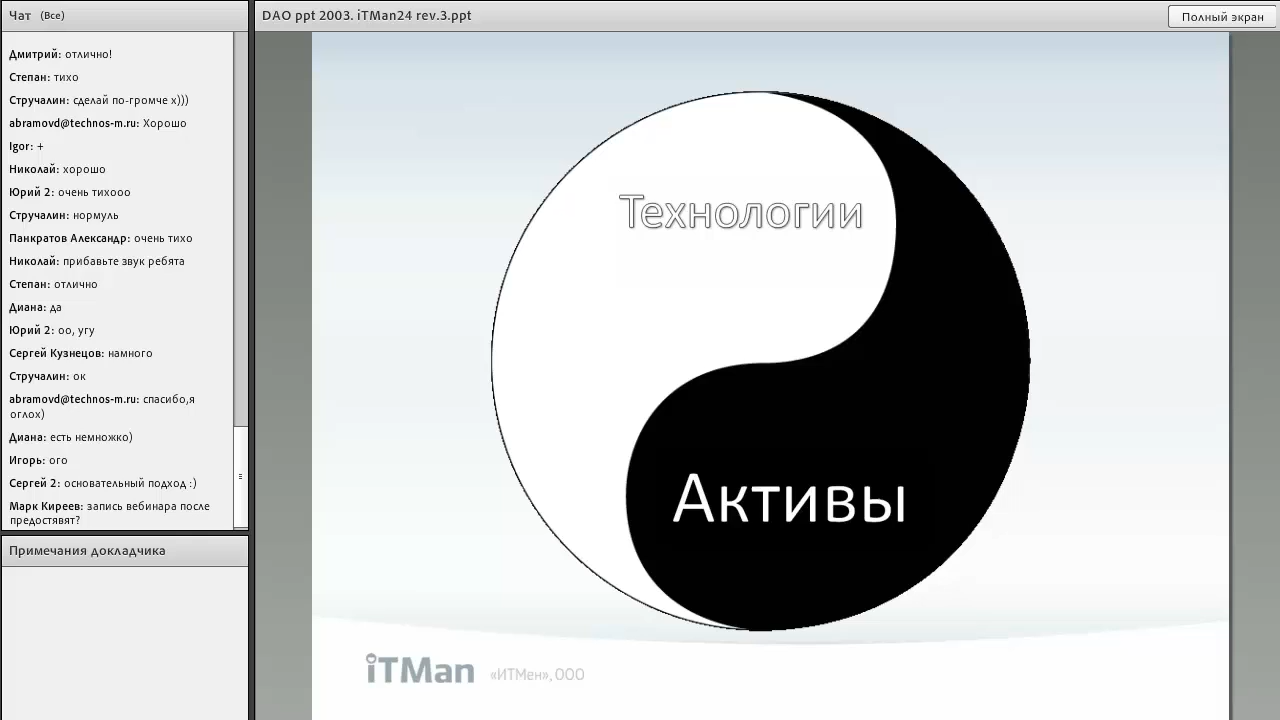 Чат (Все)
Дмитрий: отлично!
Степан: тихо
Стручалин: сделай по-громче х)))
abramovd@technos-m.ru: Хорошо
Igor: +
Николай: хорошо
Юрий 2: очень тихооо
Стручалин: нормуль
Панкратов Александр: очень тихо
Николай: прибавьте звук ребята
Степан: отлично
Диана: да
Юрий 2: оо, угу
Сергей Кузнецов: намного
Стручалин: ок
abramovd@technos-m.ru: спасибо,я
оглох)
Диана: есть немножко)
Игорь: ого
Сергей 2: основательный подход :)
Марк Киреев: запись вебинара после
предостявят?
Примечания докладчика
DAO ppt 2003. iTMan24 rev.3.ppt
Полный экран
Технологии
Активы
iTMan «ИТМен», ООО